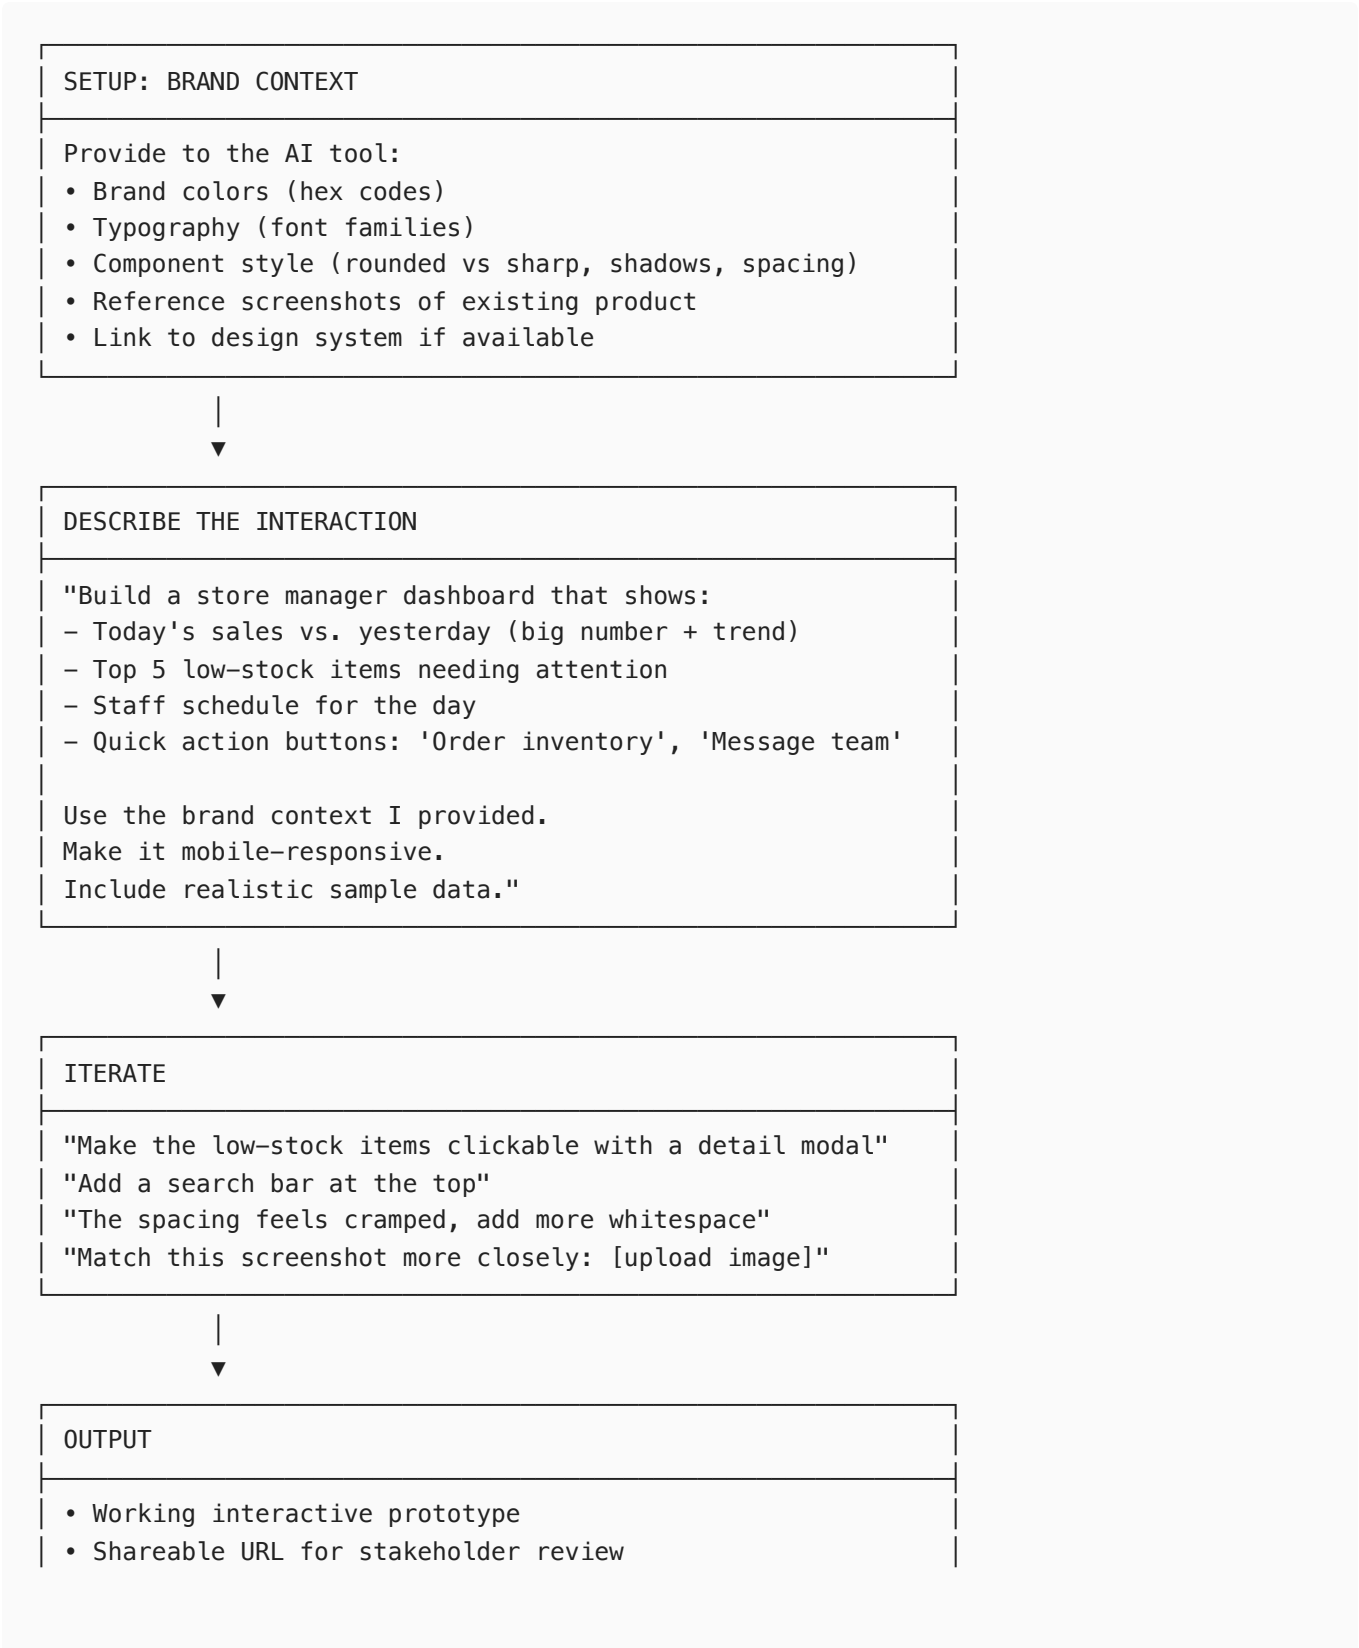 SETUP: BRAND CONTEXT
Provide to the AI tool:
• Brand colors (hex codes)
• Typography (font families)
• Component style (rounded vs sharp, shadows, spacing)
• Reference screenshots of existing product
• Link to design system if available
▼
DESCRIBE THE INTERACTION
"Build a store manager dashboard that shows:
– Today's sales vs. yesterday (big number + trend)
– Top 5 low–stock items needing attention
– Staff schedule for the day
– Quick action buttons: 'Order inventory', 'Message team'
Use the brand context I provided.
Make it mobile–responsive.
Include realistic sample data."
▼
ITERATE
"Make the low–stock items clickable with a detail modal"
"Add a search bar at the top"
"The spacing feels cramped, add more whitespace"
"Match this screenshot more closely: [upload image]"
▼
OUTPUT
• Working interactive prototype
• Shareable URL for stakeholder review